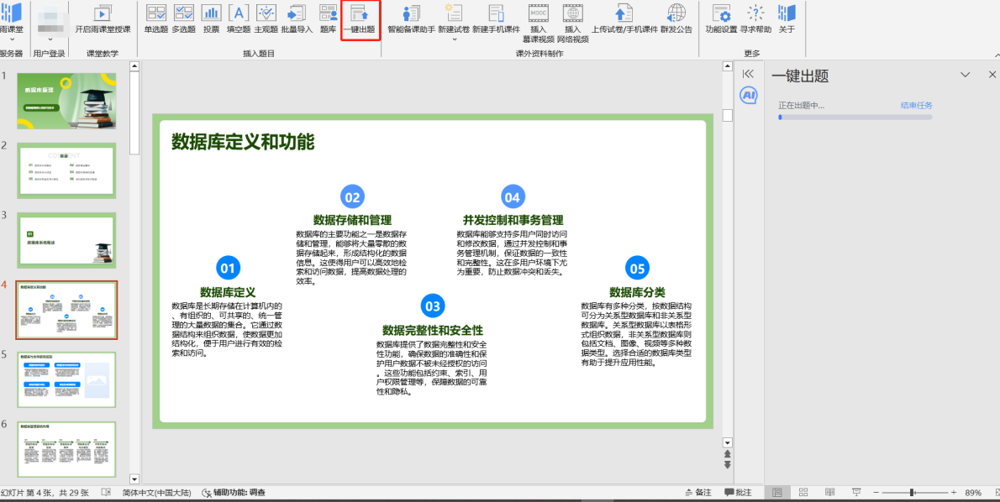 雨课堂
开启雨课堂授课
单选题
多选题
投票
填空题
主观题
批量导入
题库
一键出题
智能备课助手
新建试卷
新建手机课件
插入
慕课视频
插入
网络视频
上传试卷/手机课件
群发公告
功能设置
寻求帮助
关于
服务器
用户登录
课堂教学
插入题目
课外资料制作
更多
MOOC
1
数据库原理
2
目录
3
01
数据库系统概述
4
数据库定义和功能
5
6
数据库定义和功能
02
数据存储和管理
数据库的主要功能之一是数据存
储和管理，能够将大量零散的数
据存储起来，形成结构化的数据
信息。这使得用户可以高效地检
索和访问数据，提高数据处理的
效率。
04
并发控制和事务管理
数据库能够支持多用户同时访问
和修改数据，通过并发控制和事
务管理机制，保证数据的一致性
和完整性。这在多用户环境下尤
为重要，防止数据冲突和丢失。
01
数据库定义
数据库是长期存储在计算机内的
、有组织的、可共享的、统一管
理的大量数据的集合。它通过数
据结构来组织数据，使数据更加
结构化，便于用户进行有效的检
索和访问。
03
数据完整性和安全性
数据库提供了数据完整性和安全
性功能，确保数据的准确性和保
护用户数据不被未经授权的访问
。这些功能包括约束、索引、用
户权限管理等，保障数据的可靠
性和隐私。
05
数据库分类
数据库有多种分类，按数据结构
可分为关系型数据库和非关系型
数据库。关系型数据库以表格形
式组织数据，非关系型数据库则
包括文档、图像、视频等多种数
据类型。选择合适的数据库类型
有助于提升应用性能。
AI
一键出题
正在出题中...
结束任务
幻灯片 第 4 张，共 29 张
简体中文(中国大陆)
辅助功能: 调查
备注
批注
89%